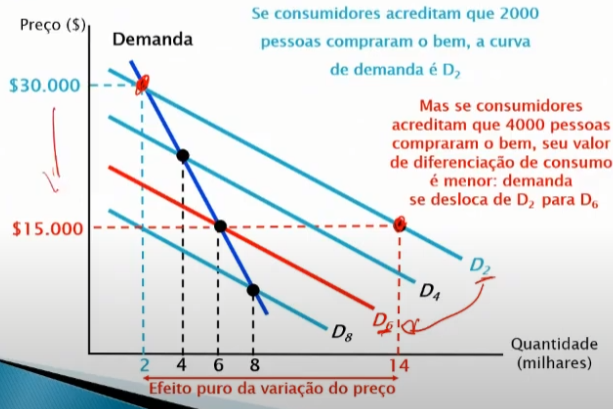 Preço ($)
Demanda
Se consumidores acreditam que 2000
pessoas compraram o bem, a curva
de demanda é D₂
$30.000
Mas se consumidores
acreditam que 4000 pessoas
compraram o bem, seu valor
de diferenciação de consumo
é menor: demanda
se desloca de D₂ para D₆
$15.000
D₂
D₄
D₆
D₈
Quantidade
(milhares)
2 4 6 8 14
Efeito puro da variação do preço